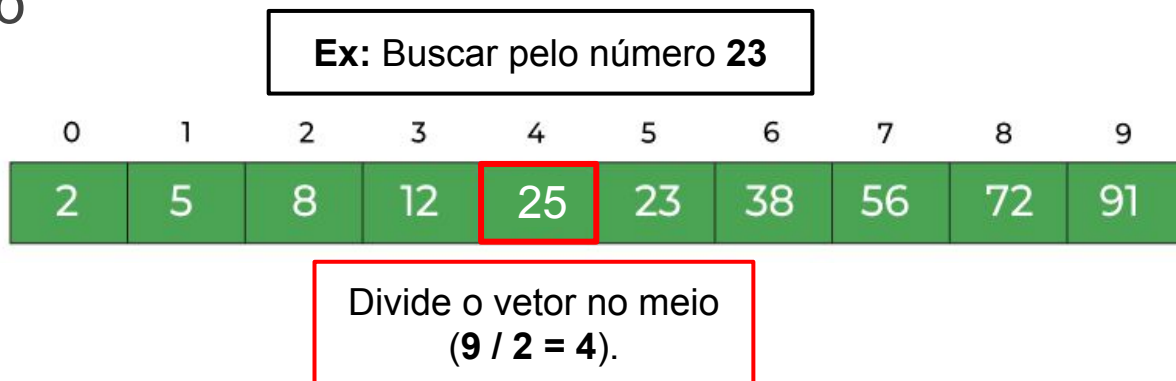 o
Ex: Buscar pelo número 23
0 1 2 3 4 5 6 7 8 9
2 5 8 12 25 23 38 56 72 91
Divide o vetor no meio
(9 / 2 = 4).